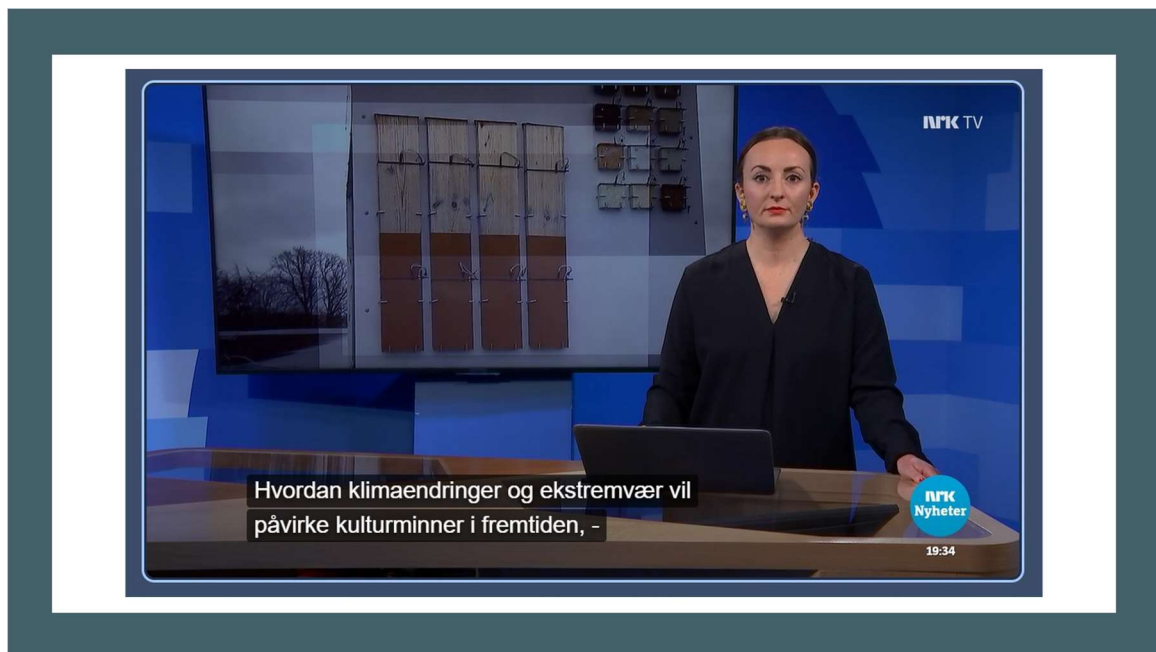 NRK TV
Hvordan klimaendringer og ekstremvær vil
påvirke kulturminner i fremtiden, -
NRK
Nyheter
19:34